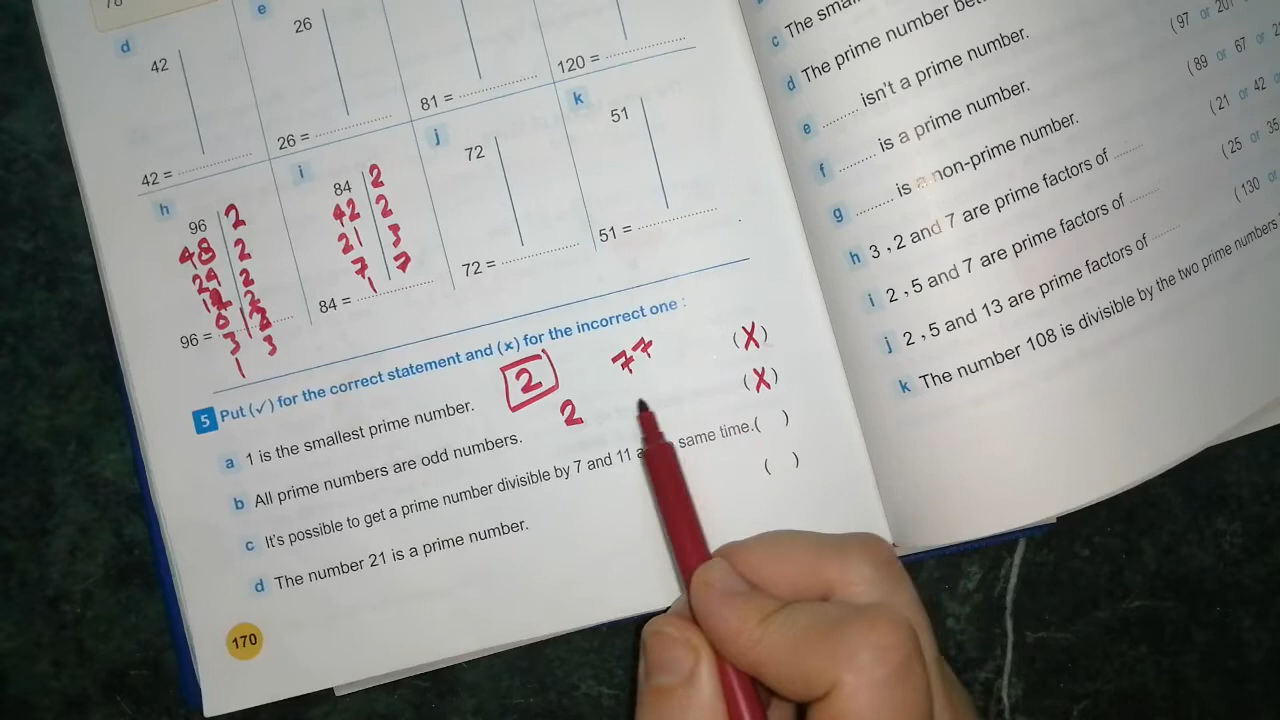 d
42
42 = ..................
e
26
26 = ..................
81 = ..................
120 = ..................
h
96 2
48 2
24 2
12 2
6 2
3 3
1
96 = ..................
i
84 2
42 2
21 3
7 7
1
84 = ..................
j
72
72 = ..................
k
51
51 = ..................
5 Put (✓) for the correct statement and (x) for the incorrect one :
a 1 is the smallest prime number. 2 77 (X)
b All prime numbers are odd numbers. 2 (X)
c It's possible to get a prime number divisible by 7 and 11 same time.( )
d The number 21 is a prime number. ( )
170
c The
d The prime number (97 or
e ........ isn't a prime number. (89 or 67 or
f ........ is a prime number. (21 or 42
g ........ is a non-prime number. (25 or 35
h 3 , 2 and 7 are prime factors of ........ (130 or
i 2 , 5 and 7 are prime factors of ........
j 2 , 5 and 13 are prime factors of ........
k The number 108 is divisible by the two prime numbers